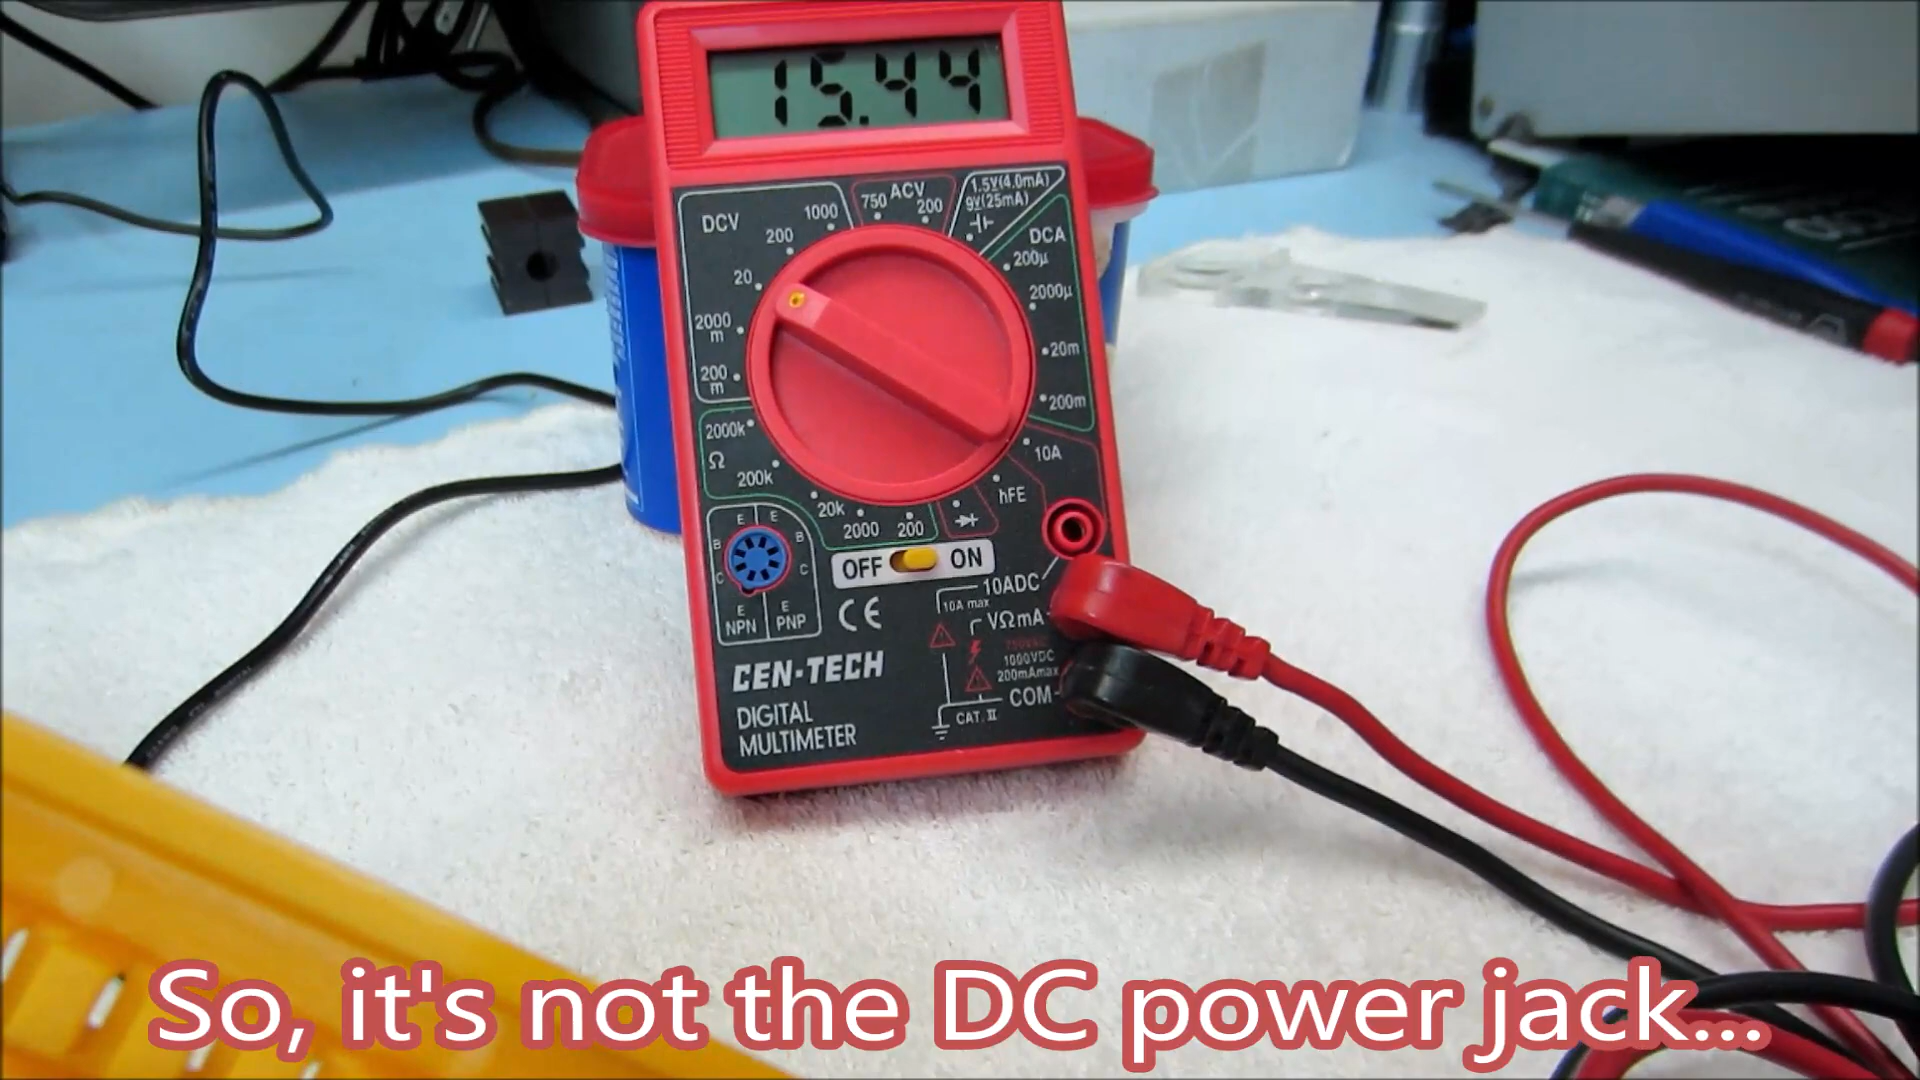 15.44
DCV
1000
750
ACV
200
1.5V(4.0mA)
9V(25mA)
200
DCA
20
200µ
2000
m
2000µ
20m
200
m
200m
2000k
Ω
10A
200k
hFE
20k
2000
200
E E
B B
C C
E E
NPN PNP
OFF ON
CE
10ADC
10A max
VΩmA
1000VDC
200mAmax
COM
CAT. II
CEN-TECH
DIGITAL
MULTIMETER
So, it's not the DC power jack...